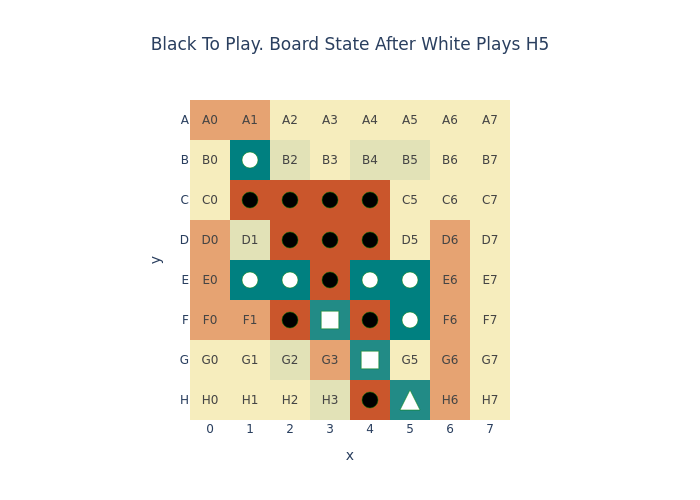 Black To Play. Board State After White Plays H5
A A0 A1 A2 A3 A4 A5 A6 A7
B B0 B2 B3 B4 B5 B6 B7
C C0 C5 C6 C7
D D0 D1 D5 D6 D7
y
E E0 E6 E7
F F0 F1 F6 F7
G G0 G1 G2 G3 G5 G6 G7
H H0 H1 H2 H3 H6 H7
0 1 2 3 4 5 6 7
x